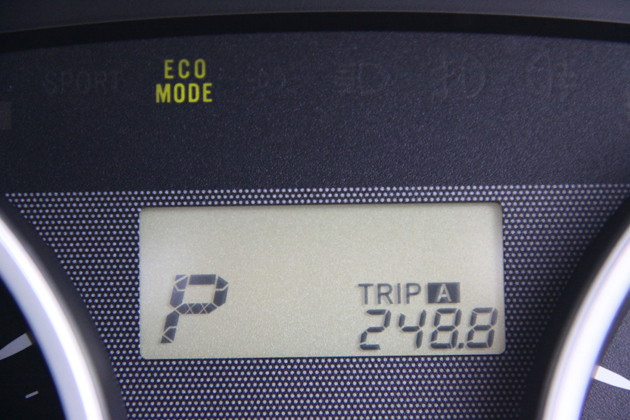 SPORT
ECO
MODE
P
TRIP A
248.8